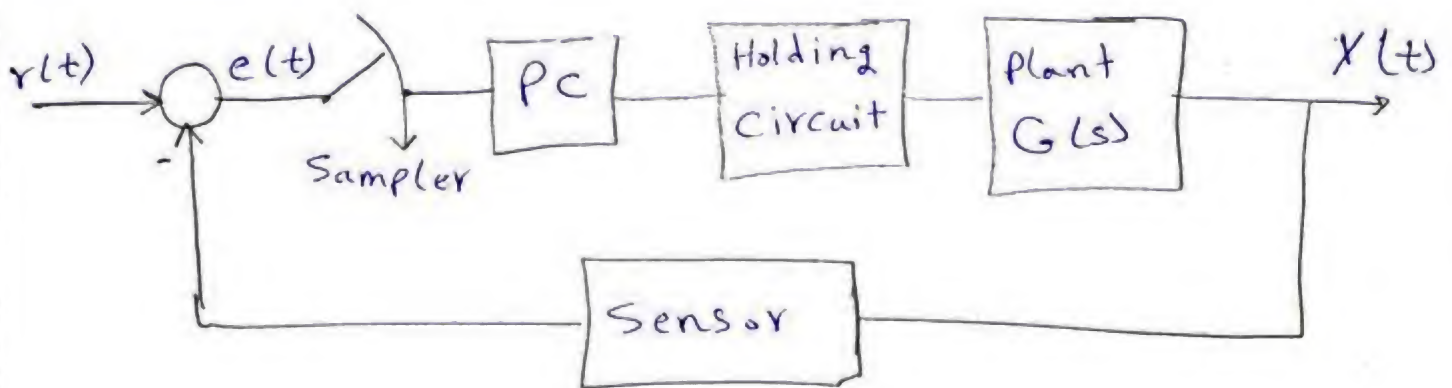 r(t)
e(t)
Sampler
PC
Holding
Circuit
Plant
G(s)
X(t)
-
Sensor